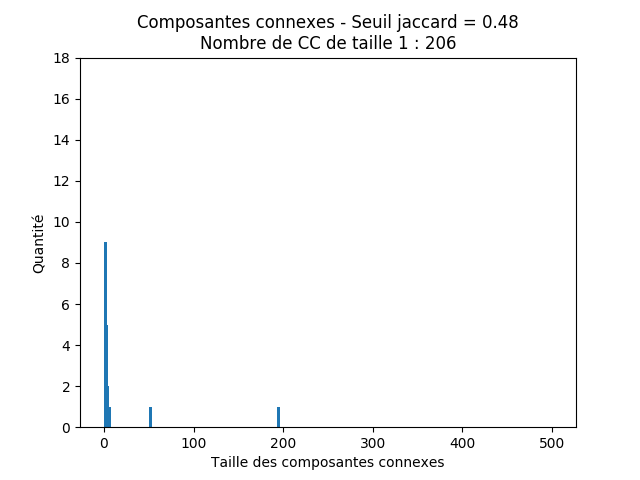 Composantes connexes - Seuil jaccard = 0.48
Nombre de CC de taille 1 : 206
18
16
14
12
10
8
6
4
2
0
Quantité
0 100 200 300 400 500
Taille des composantes connexes